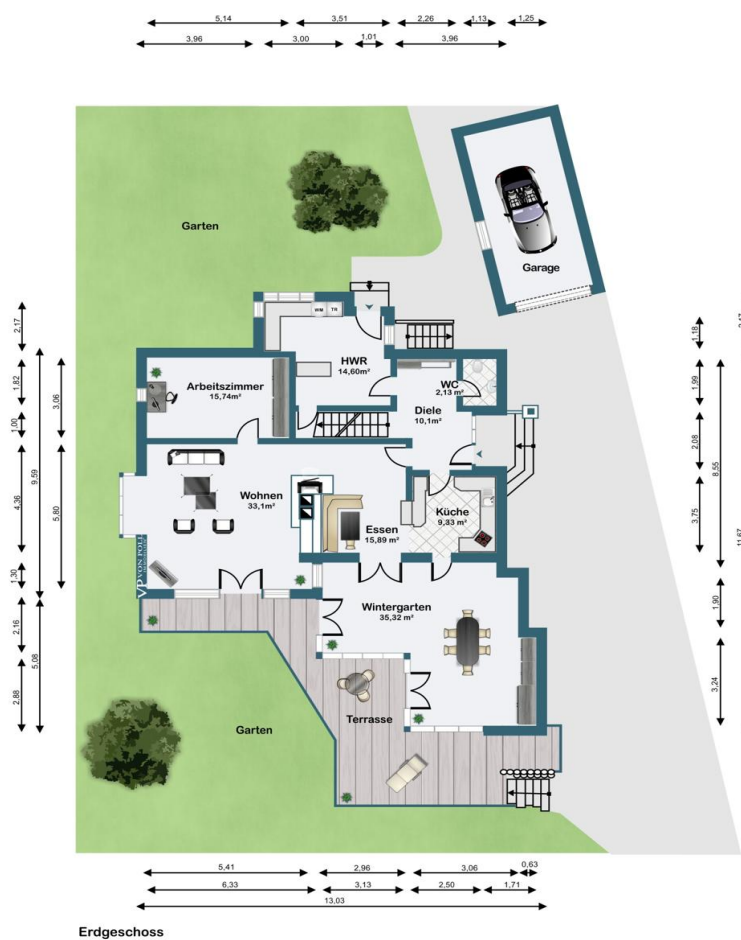 5,14 3,51 2,26 1,13 1,25
3,96 3,00 1,01 3,96
Garten
Garage
WM TR
HWR
14,60m²
Arbeitszimmer
15,74m²
WC
2,13 m²
Diele
10,1m²
Wohnen
33,1m²
Essen
15,89 m²
Küche
9,33 m²
VP VON POLL
Wintergarten
35,32 m²
Terrasse
Garten
2,17
1,82
1,00
4,36
1,30
2,16
2,88
9,59
5,08
3,06
5,80
1,18
1,99
2,08
3,75
1,90
3,24
8,55
11,67
5,41 2,96 3,06 0,63
6,33 3,13 2,50 1,71
13,03
Erdgeschoss